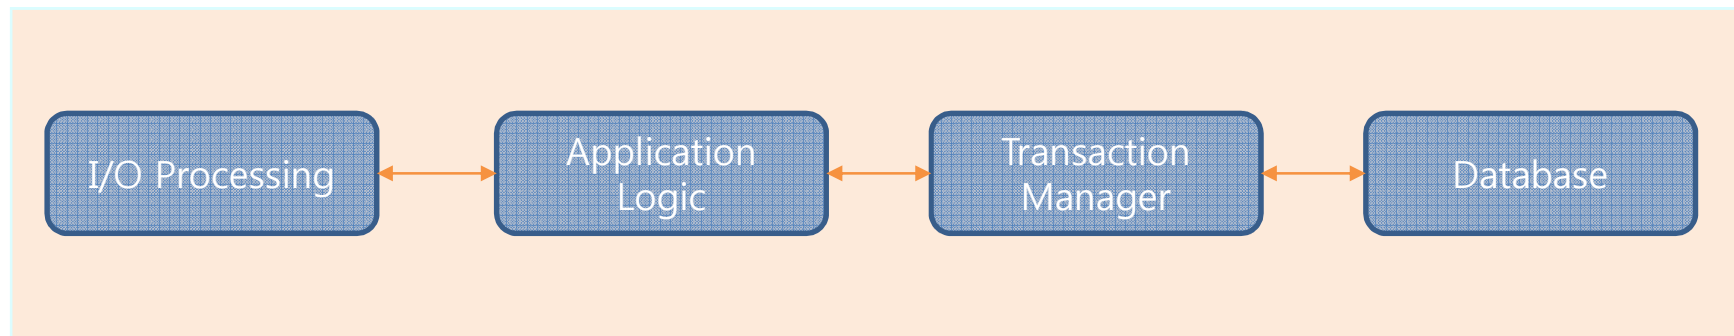 I/O Processing
Application
Logic
Transaction
Manager
Database